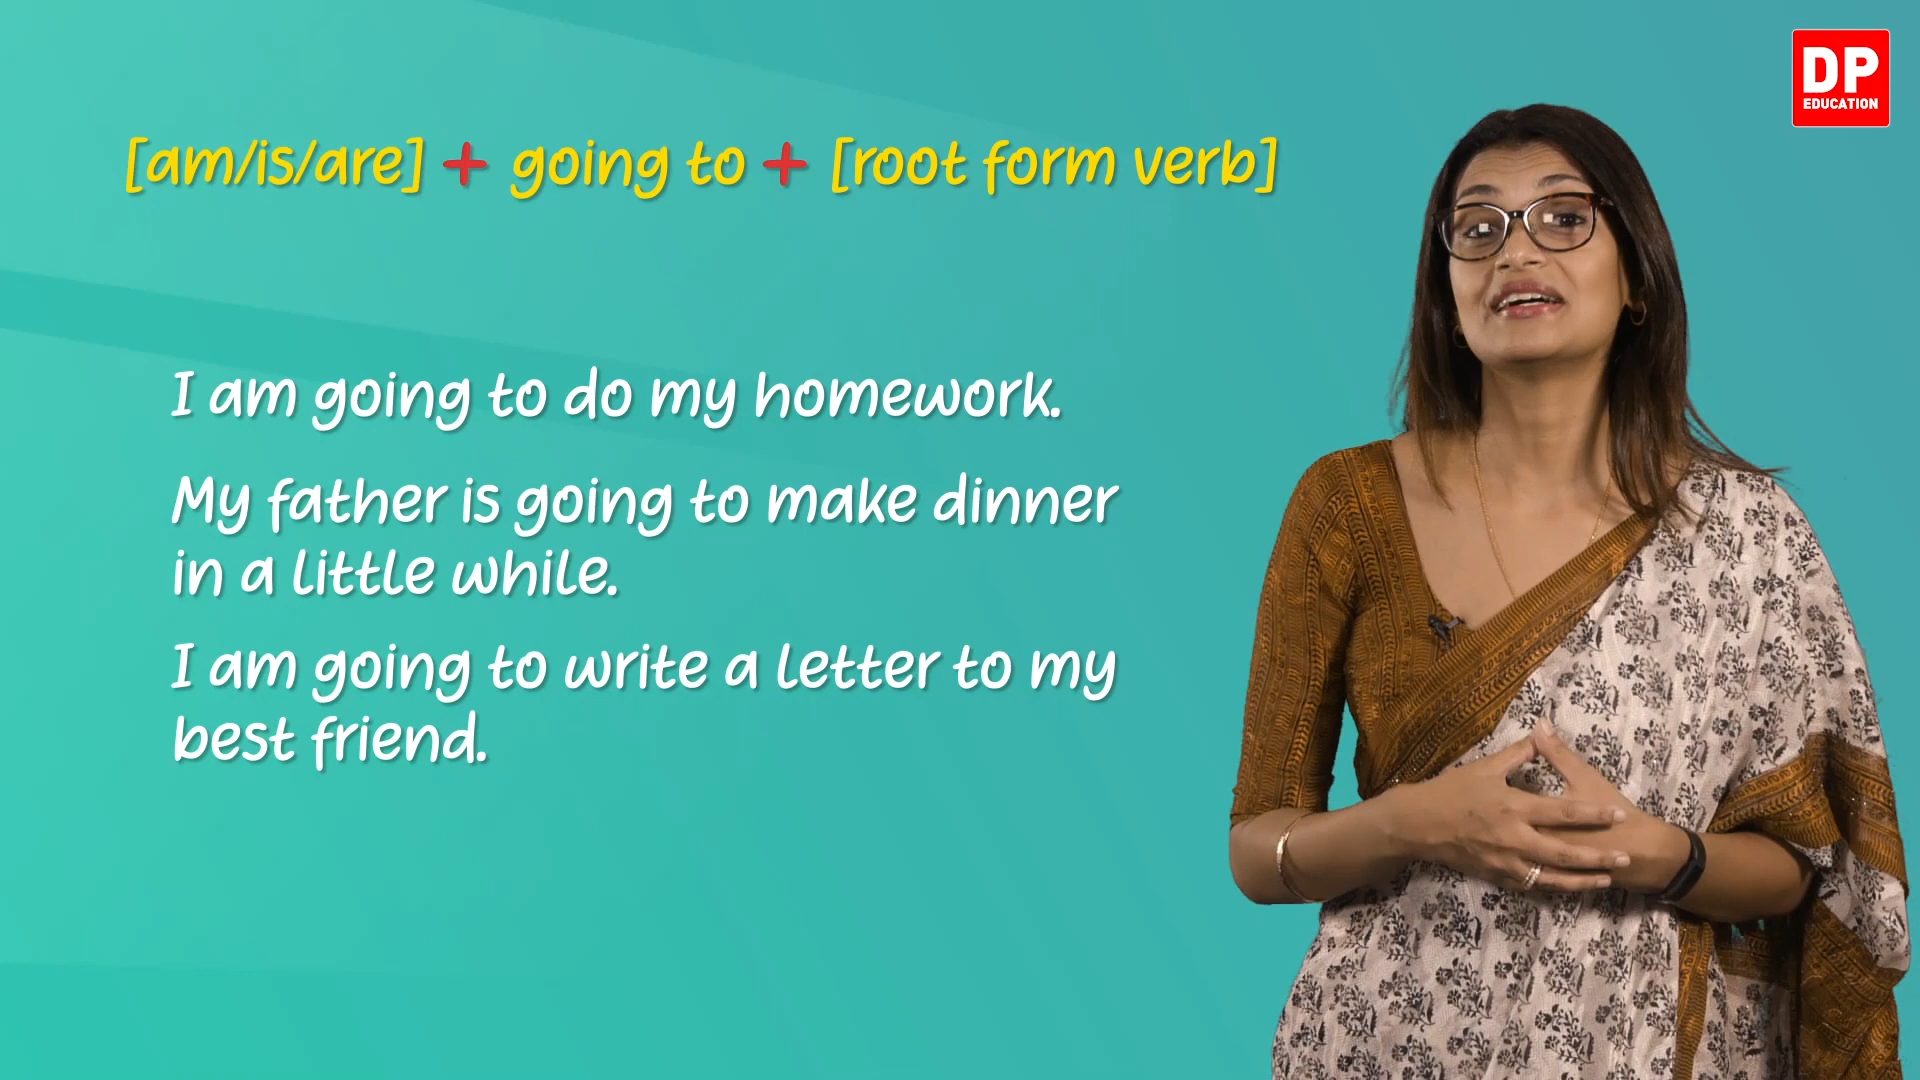 DP
EDUCATION
[am/is/are] + going to + [root form verb]
I am going to do my homework.
My father is going to make dinner
in a little while.
I am going to write a letter to my
best friend.